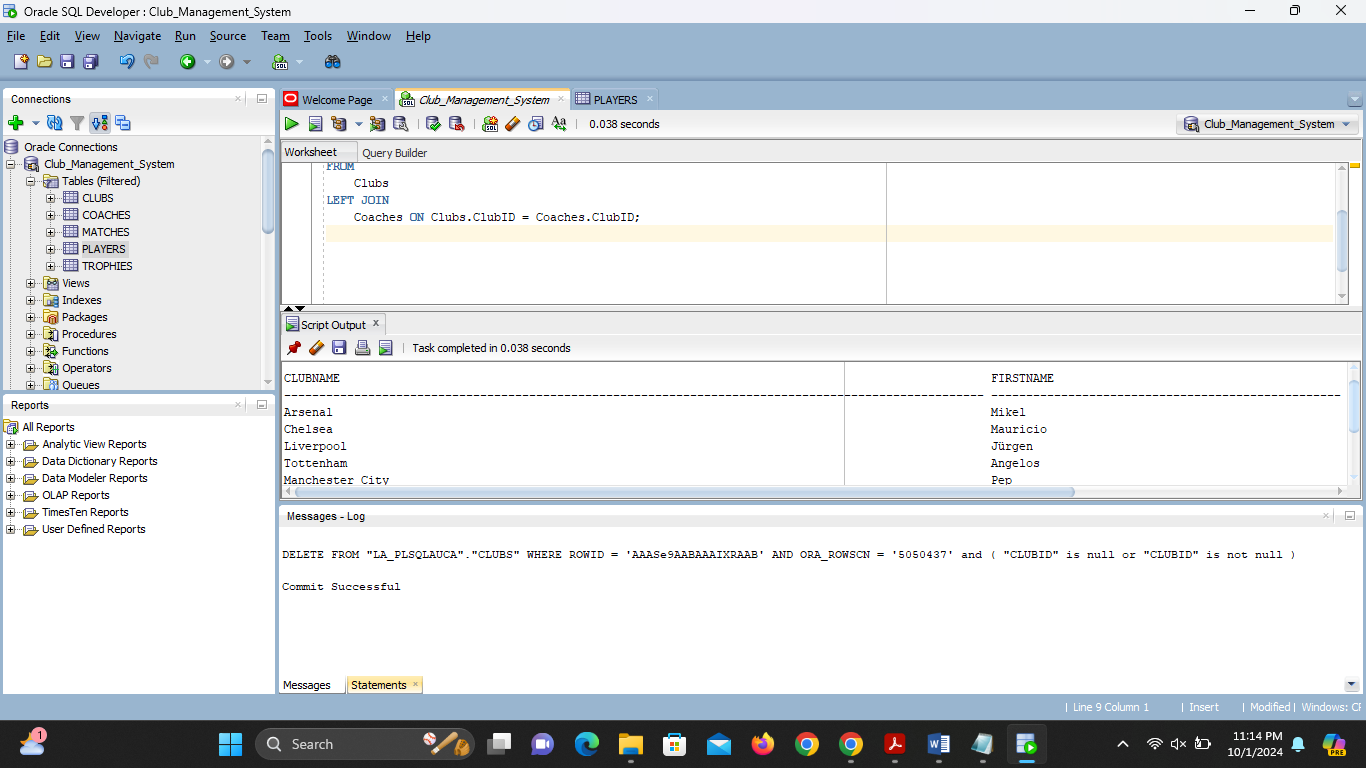 Oracle SQL Developer : Club_Management_System
File Edit View Navigate Run Source Team Tools Window Help
Connections
Oracle Connections
Club_Management_System
Tables (Filtered)
CLUBS
COACHES
MATCHES
PLAYERS
TROPHIES
Views
Indexes
Packages
Procedures
Functions
Operators
Queues
Reports
All Reports
Analytic View Reports
Data Dictionary Reports
Data Modeler Reports
OLAP Reports
TimesTen Reports
User Defined Reports
Welcome Page Club_Management_System PLAYERS
0.038 seconds Club_Management_System
Worksheet Query Builder
FROM
Clubs
LEFT JOIN
Coaches ON Clubs.ClubID = Coaches.ClubID;
Script Output
Task completed in 0.038 seconds
CLUBNAME FIRSTNAME
Arsenal Mikel
Chelsea Mauricio
Liverpool Jürgen
Tottenham Angelos
Manchester City Pep
Messages - Log
DELETE FROM "LA_PLSQLAUCA"."CLUBS" WHERE ROWID = 'AAASe9AABAAAIXRAAB' AND ORA_ROWSCN = '5050437' and ( "CLUBID" is null or "CLUBID" is not null )
Commit Successful
Messages Statements
Line 9 Column 1 Insert Modified Windows:
1 Search 11:14 PM
10/1/2024